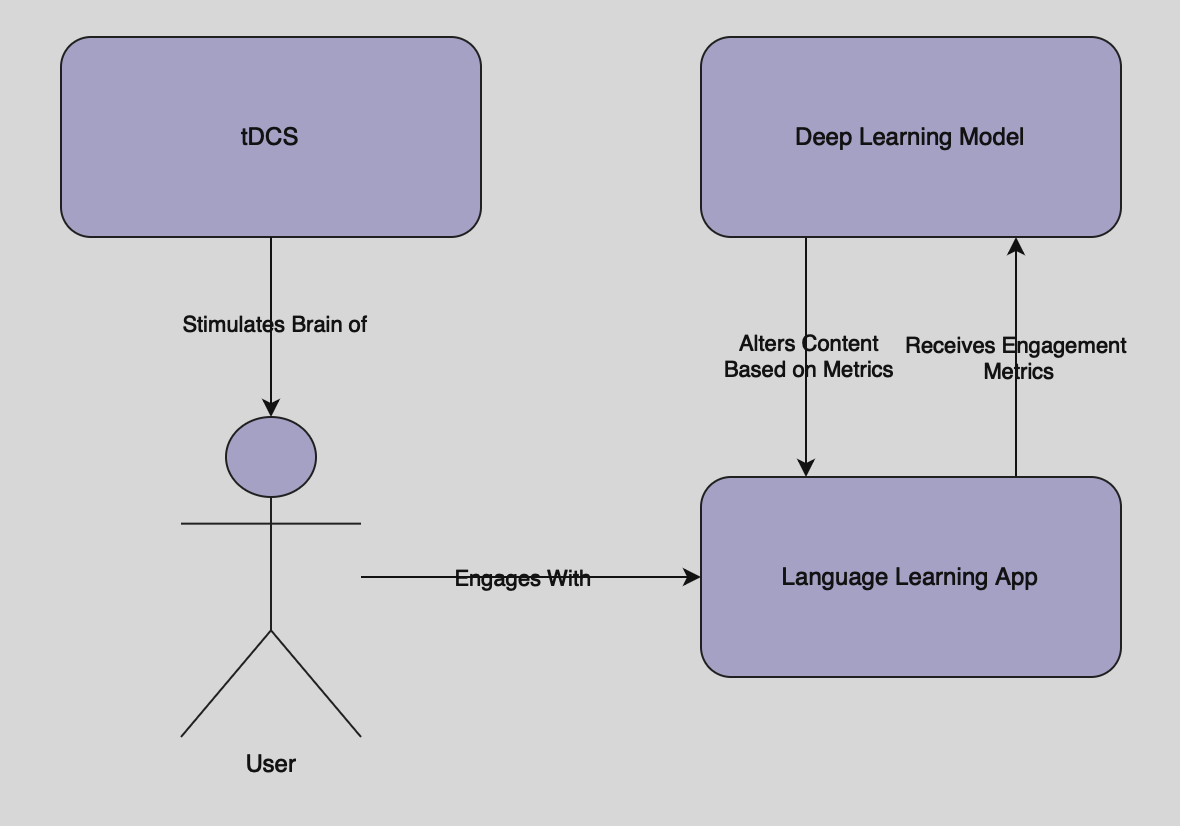 tDCS
Deep Learning Model
Stimulates Brain of
Alters Content
Based on Metrics
Receives Engagement
Metrics
Engages With
Language Learning App
User